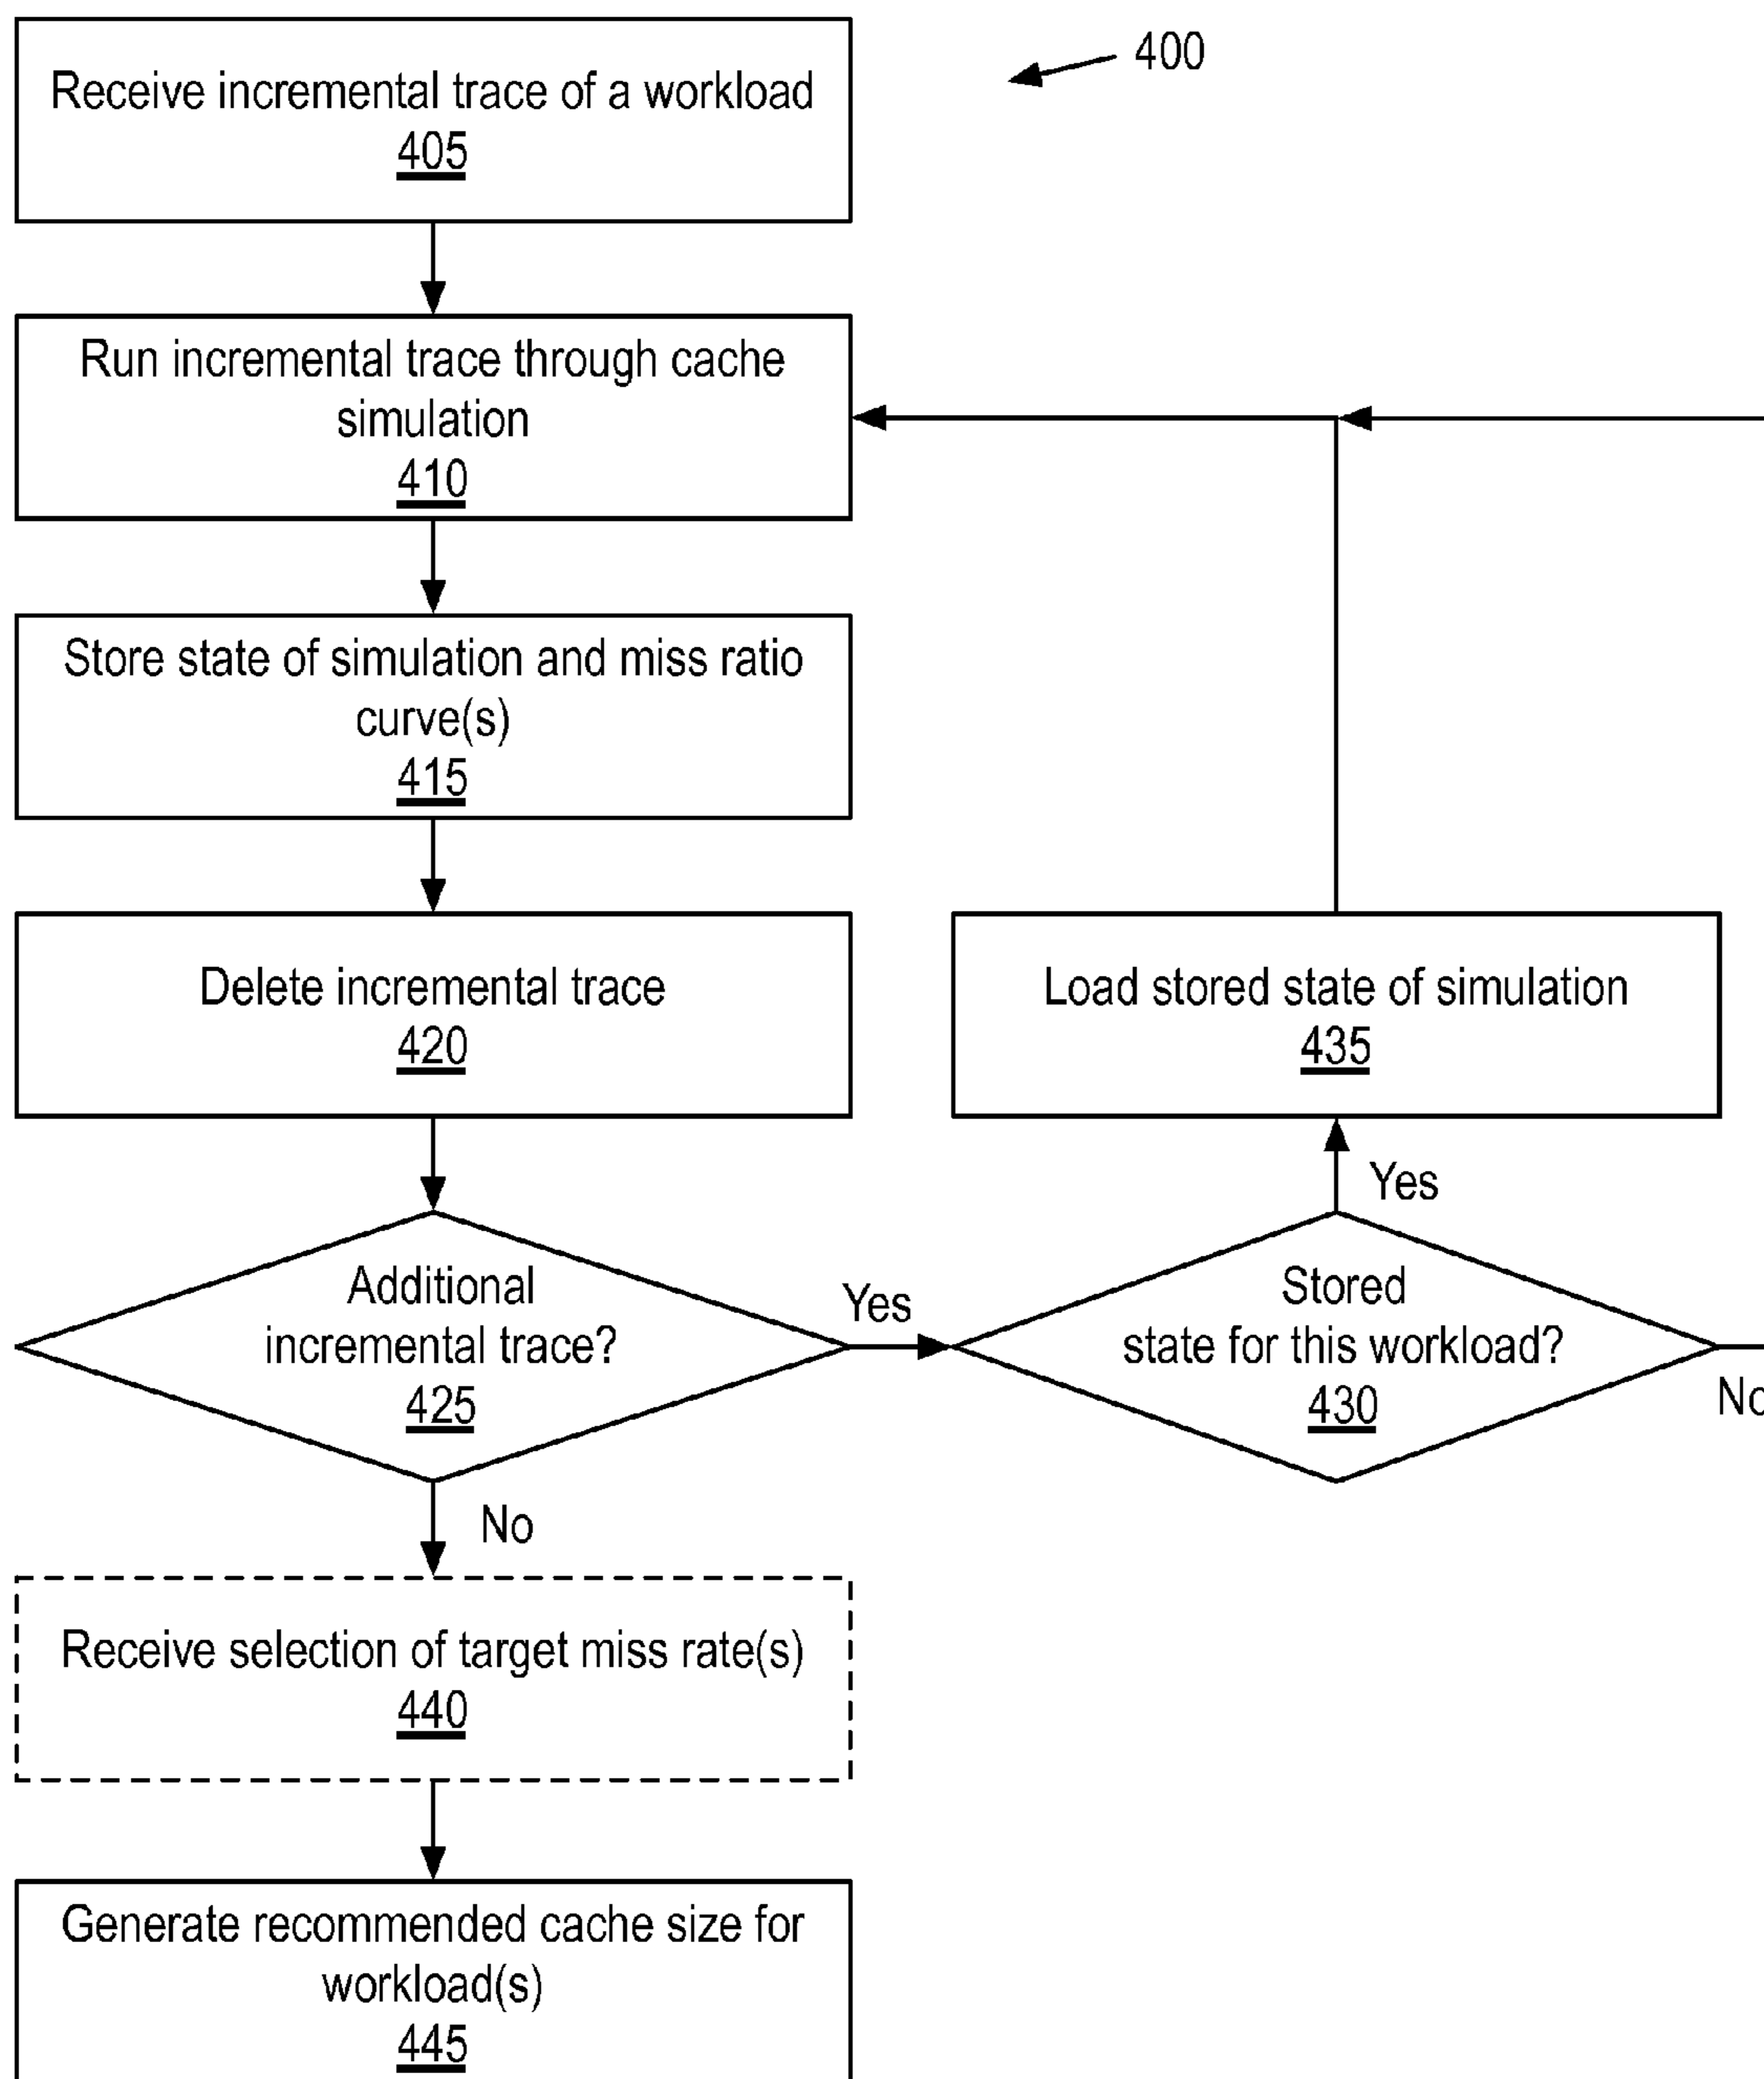 400
Receive incremental trace of a workload
405
Run incremental trace through cache
simulation
410
Store state of simulation and miss ratio
curve(s)
415
Delete incremental trace
420
Load stored state of simulation
435
Yes
Additional
incremental trace?
425
Yes
Stored
state for this workload?
430
No
No
Receive selection of target miss rate(s)
440
Generate recommended cache size for
workload(s)
445